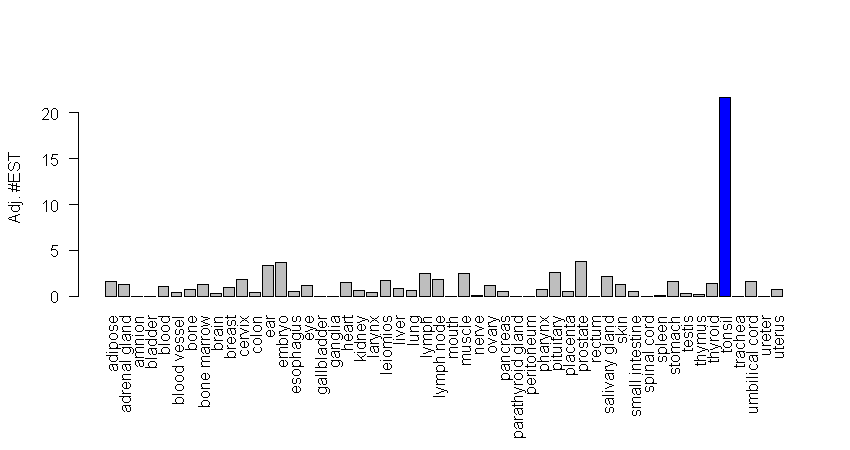 Adj. #EST
20
15
10
5
0
adipose
adrenal gland
amnion
bladder
blood
blood vessel
bone
bone marrow
brain
breast
cervix
colon
ear
embryo
esophagus
eye
gallbladder
ganglia
heart
kidney
larynx
leiomios
liver
lung
lymph
lymph node
mouth
muscle
nerve
ovary
pancreas
parathyroid gland
peritoneum
pharynx
pituitary
placenta
prostate
rectum
salivary gland
skin
small intestine
spinal cord
spleen
stomach
testis
thymus
thyroid
tonsil
trachea
umbilical cord
ureter
uterus